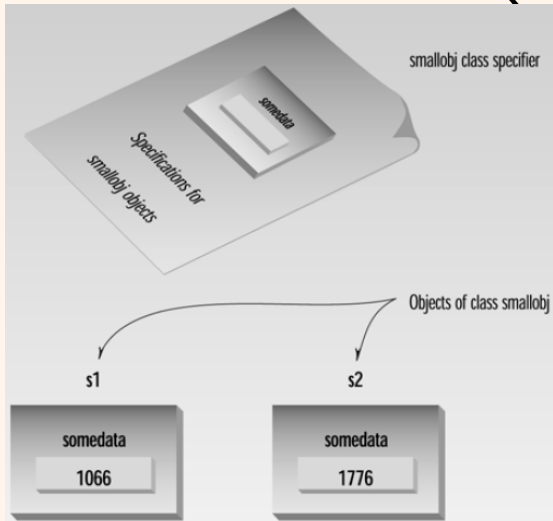 smallobj class specifier
somedata
Specifications for
smallobj objects
Objects of class smallobj
s1
s2
somedata
somedata
1066
1776